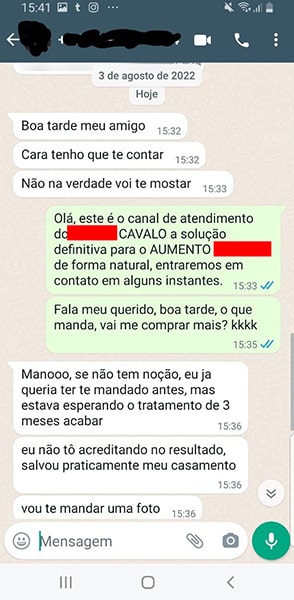 15:41
3 de agosto de 2022
Hoje
Boa tarde meu amigo 15:32
Cara tenho que te contar 15:32
Não na verdade voi te mostar 15:33
Olá, este é o canal de atendimento
do CAVALO a solução
definitiva para o AUMENTO
de forma natural, entraremos em
contato em alguns instantes. 15:33
Fala meu querido, boa tarde, o que
manda, vai me comprar mais? kkkk
15:35
Manooo, se não tem noção, eu ja
queria ter te mandado antes, mas
estava esperando o tratamento de 3
meses acabar 15:36
eu não tô acreditando no resultado,
salvou praticamente meu casamento
15:36
vou te mandar uma foto 15:36
Mensagem